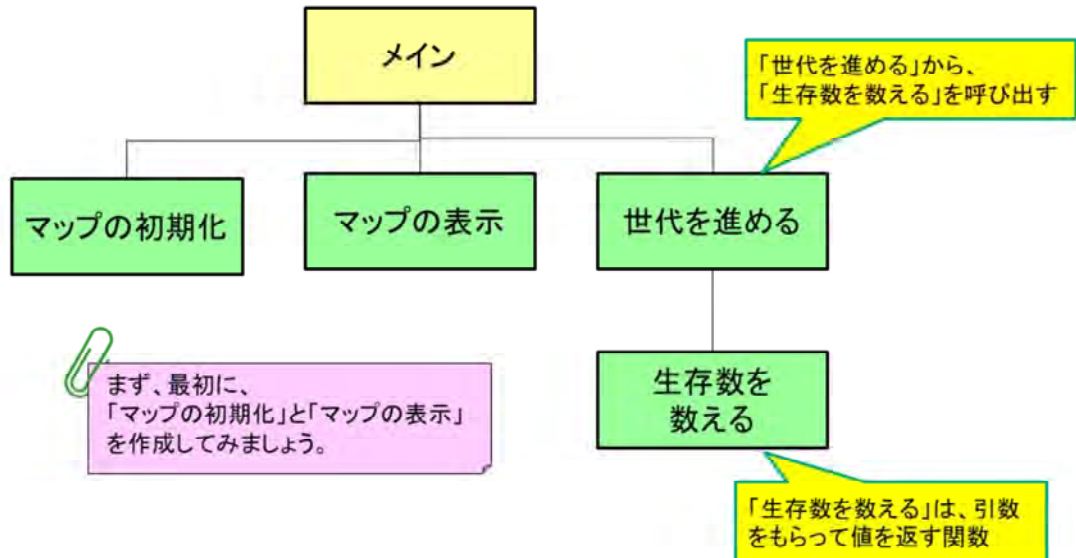 メイン
「世代を進める」から、
「生存数を数える」を呼び出す
マップの初期化
マップの表示
世代を進める
まず、最初に、
「マップの初期化」と「マップの表示」
を作成してみましょう。
生存数を
数える
「生存数を数える」は、引数
をもらって値を返す関数